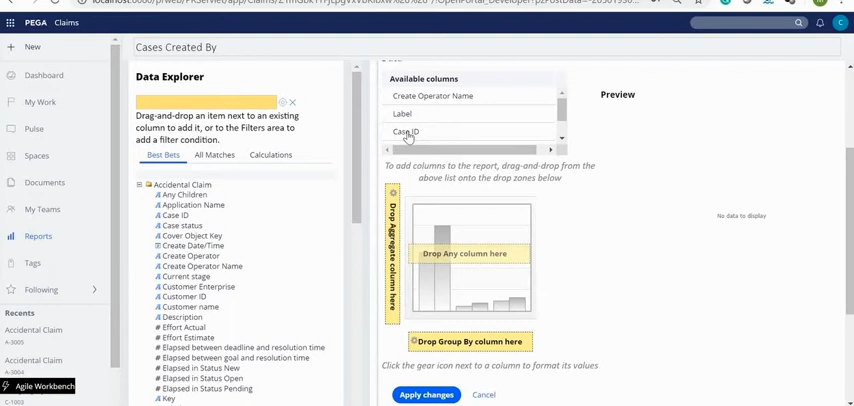 PEGA Claims
New
Dashboard
My Work
Pulse
Spaces
Documents
My Teams
Reports
Tags
Following
Recents
Accidental Claim
A-3005
Accidental Claim
A-3004
Agile Workbench
C-1003
Cases Created By
Data Explorer
Drag-and-drop an item next to an existing
column to add it, or to the Filters area to
add a filter condition.
Best Bets All Matches Calculations
Accidental Claim
Any Children
Application Name
Case ID
Case status
Cover Object Key
Create Date/Time
Create Operator
Create Operator Name
Current stage
Customer Enterprise
Customer ID
Customer name
Description
Effort Actual
Effort Estimate
Elapsed between deadline and resolution time
Elapsed between goal and resolution time
Elapsed in Status New
Elapsed in Status Open
Elapsed in Status Pending
Key
Available columns
Create Operator Name
Label
Case ID
To add columns to the report, drag-and-drop from the
above list onto the drop zones below
Drop Aggregate column here
Drop Any column here
Drop Group By column here
Click the gear icon next to a column to format its values
Apply changes Cancel
Preview
No data to display